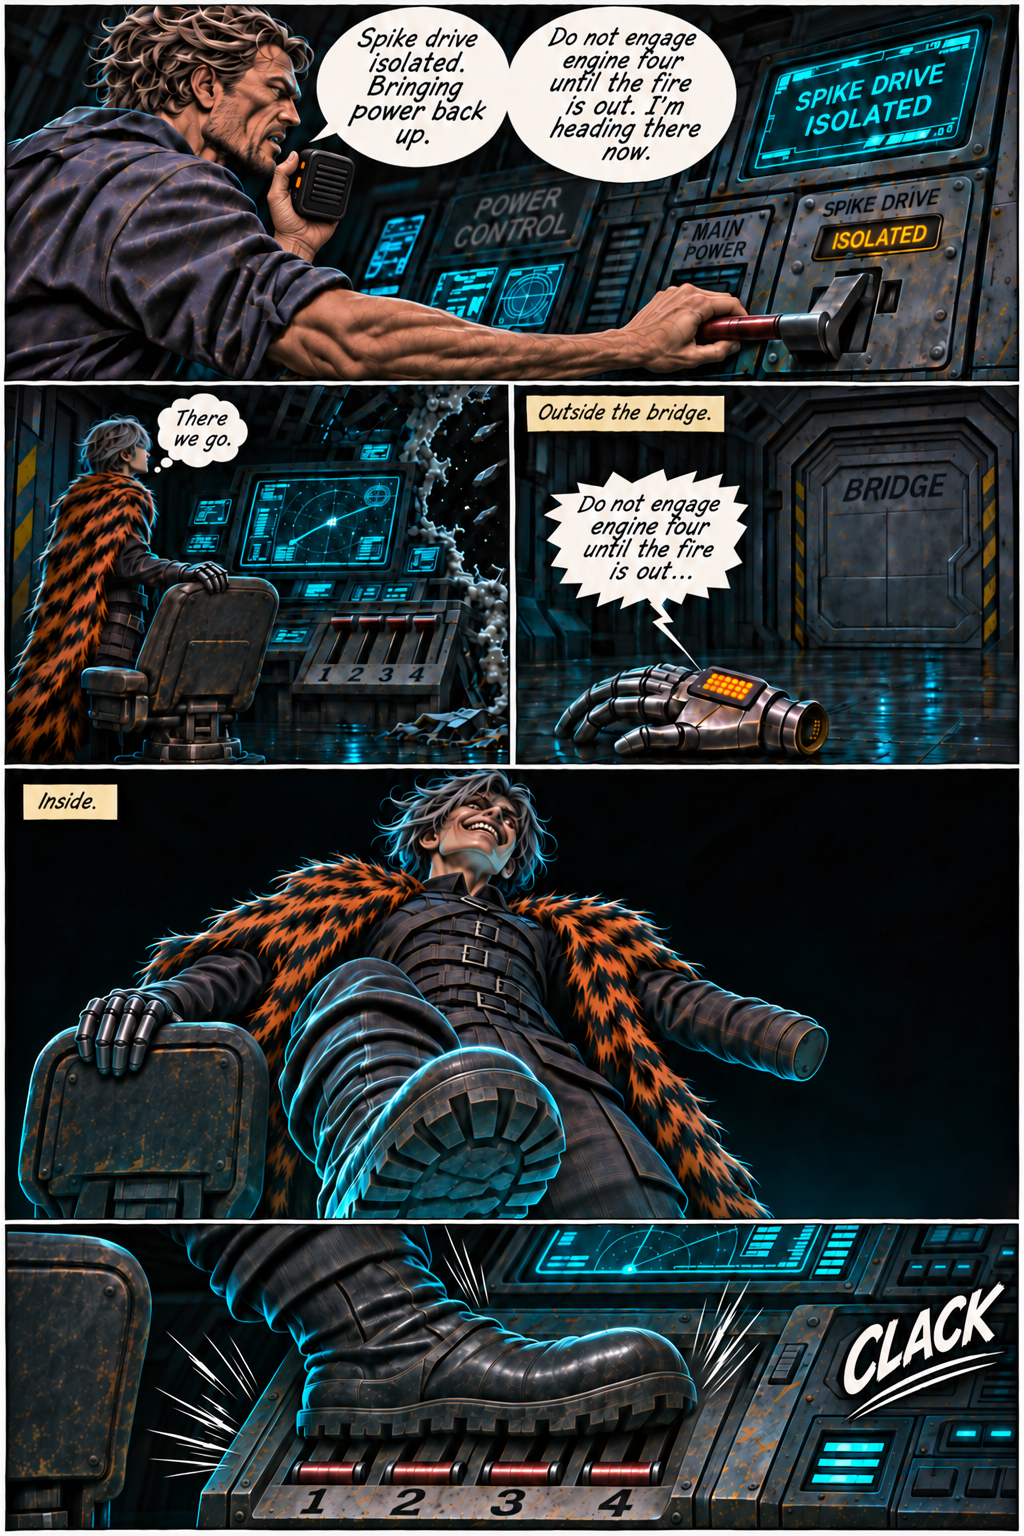 Spike drive
isolated.
Bringing
power back
up.
Do not engage
engine four
until the fire
is out. I'm
heading there
now.
SPIKE DRIVE
ISOLATED
POWER
CONTROL
MAIN
POWER
SPIKE DRIVE
ISOLATED
There
we go.
1 2 3 4
Outside the bridge.
Do not engage
engine four
until the fire
is out...
BRIDGE
Inside.
CLACK
1 2 3 4